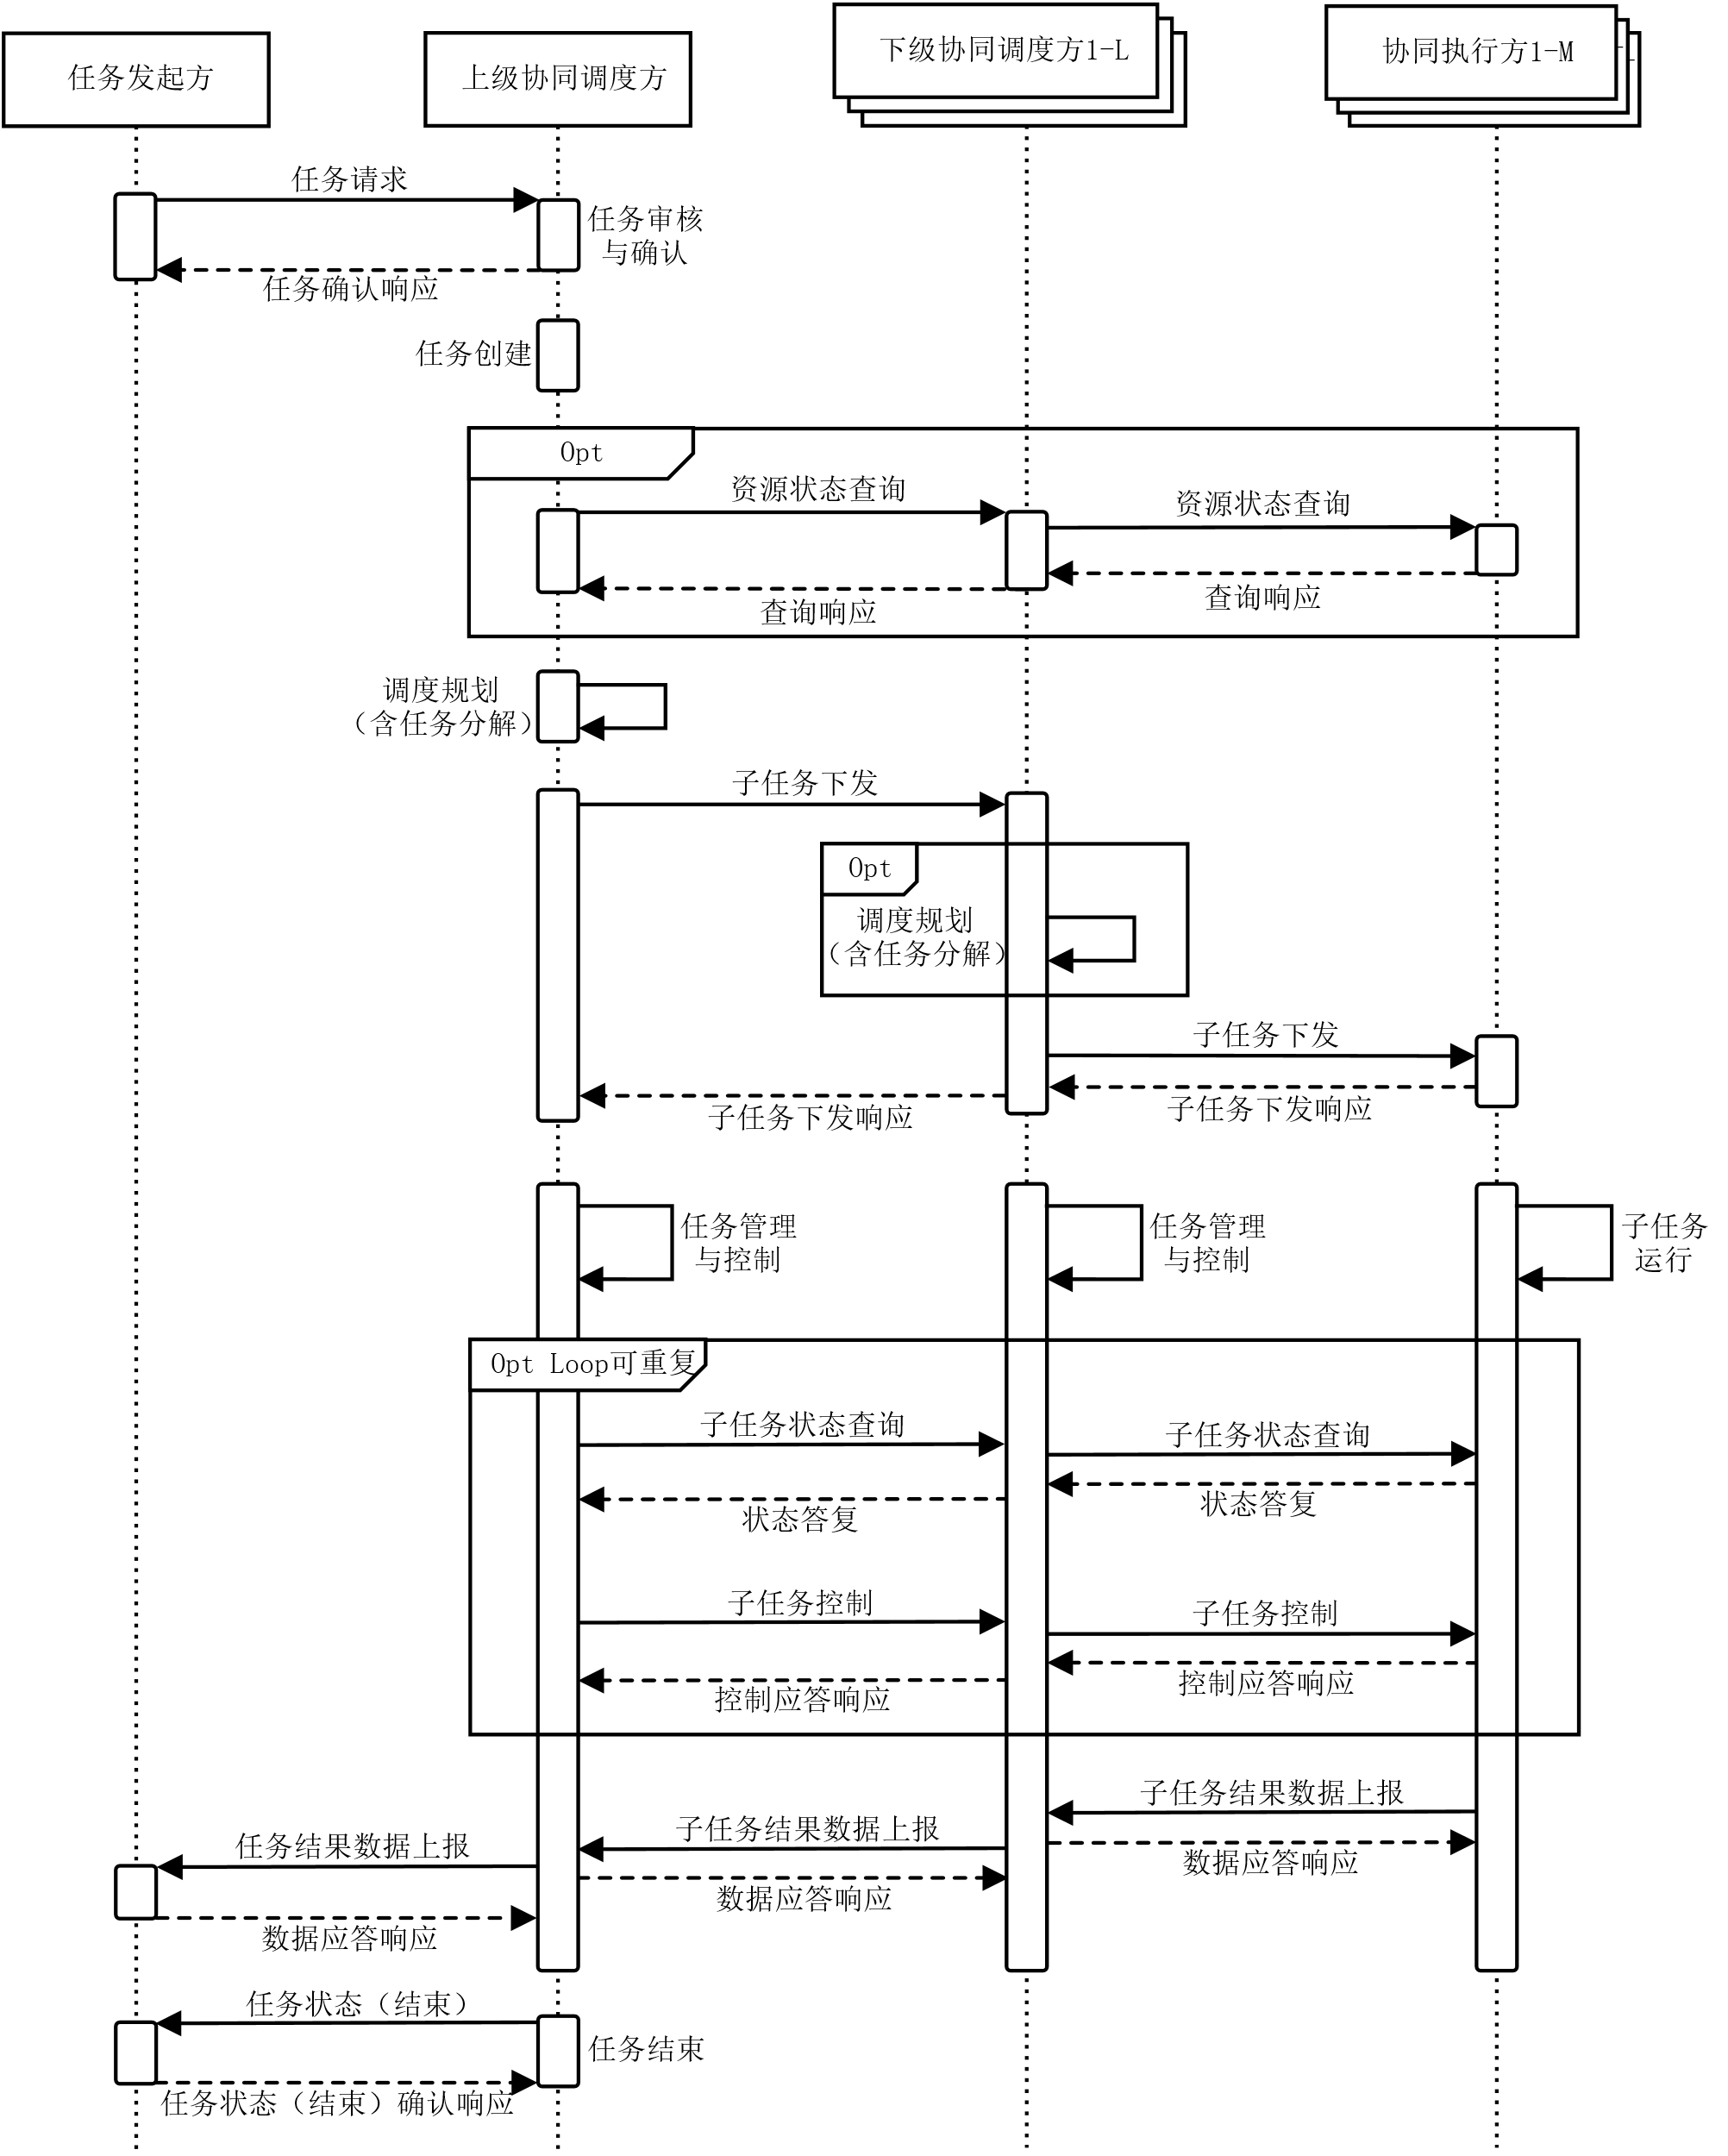 任务发起方
上级协同调度方
下级协同调度方1-L
协同执行方1-M
任务请求
任务审核
与确认
任务确认响应
任务创建
Opt
资源状态查询
资源状态查询
查询响应
查询响应
调度规划
（含任务分解）
子任务下发
Opt
调度规划
（含任务分解）
子任务下发
子任务下发响应
子任务下发响应
任务管理
与控制
任务管理
与控制
子任务
运行
Opt Loop可重复
子任务状态查询
子任务状态查询
状态答复
状态答复
子任务控制
子任务控制
控制应答响应
控制应答响应
子任务结果数据上报
子任务结果数据上报
任务结果数据上报
数据应答响应
数据应答响应
数据应答响应
任务状态（结束）
任务结束
任务状态（结束）确认响应